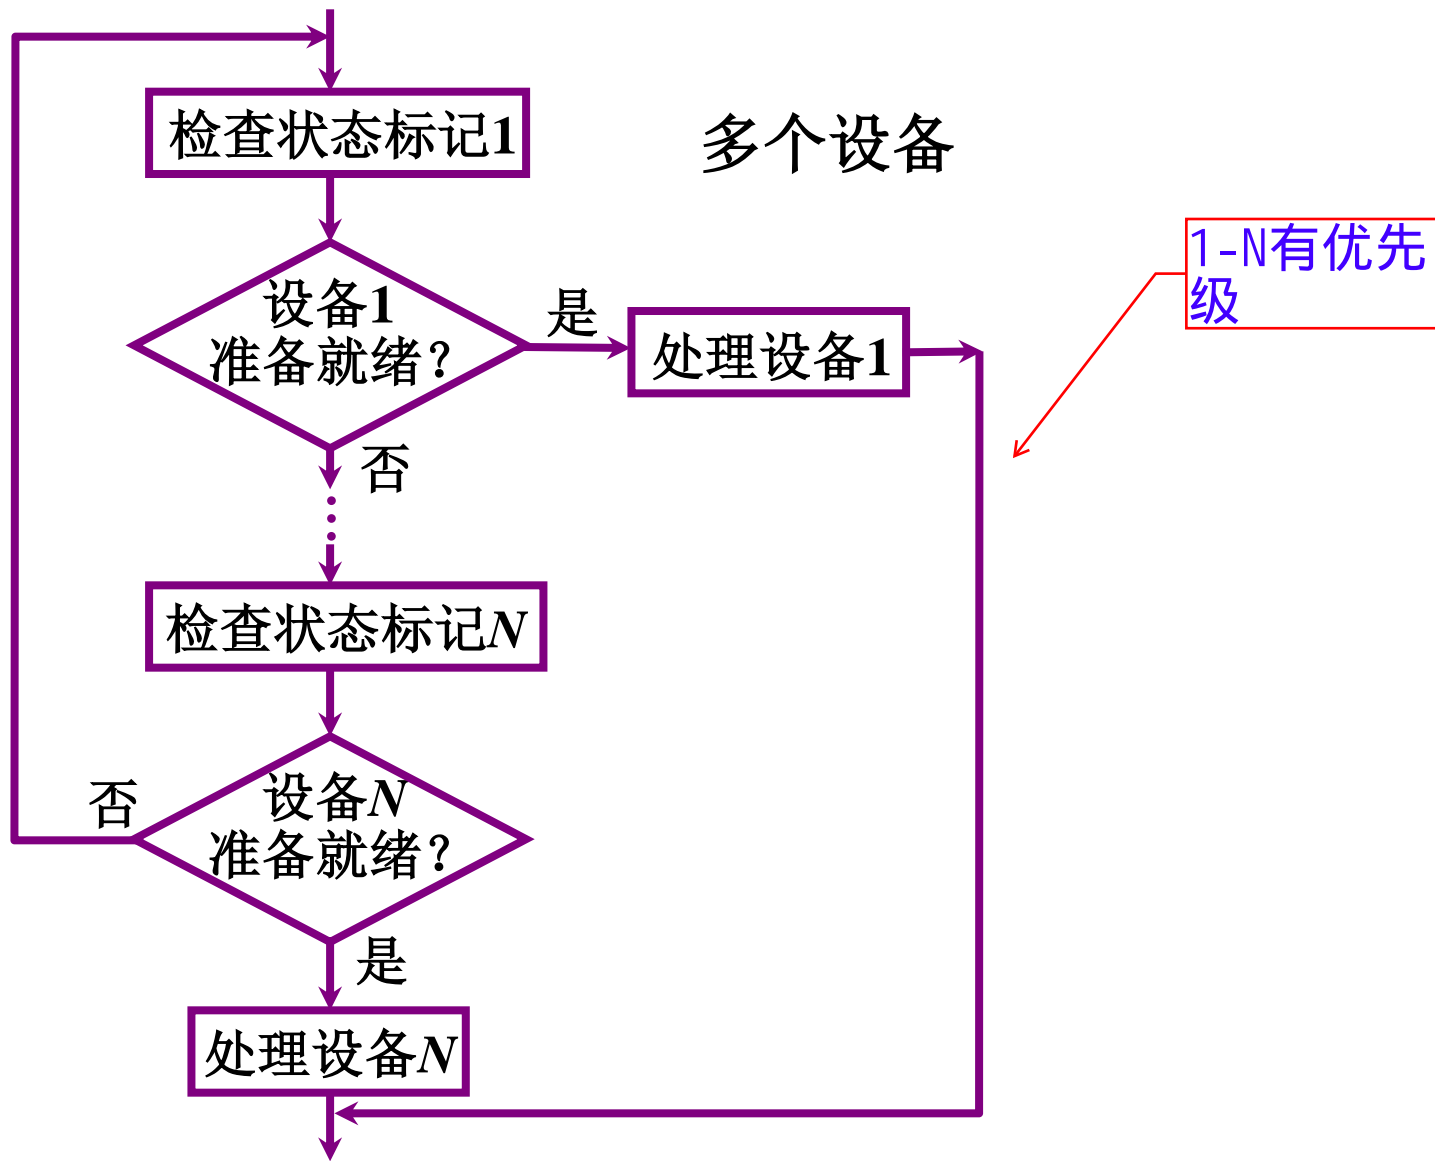 检查状态标记1
多个设备
1-N有优先
级
设备1
准备就绪?
是
处理设备1
否
检查状态标记N
否
设备N
准备就绪?
是
处理设备N